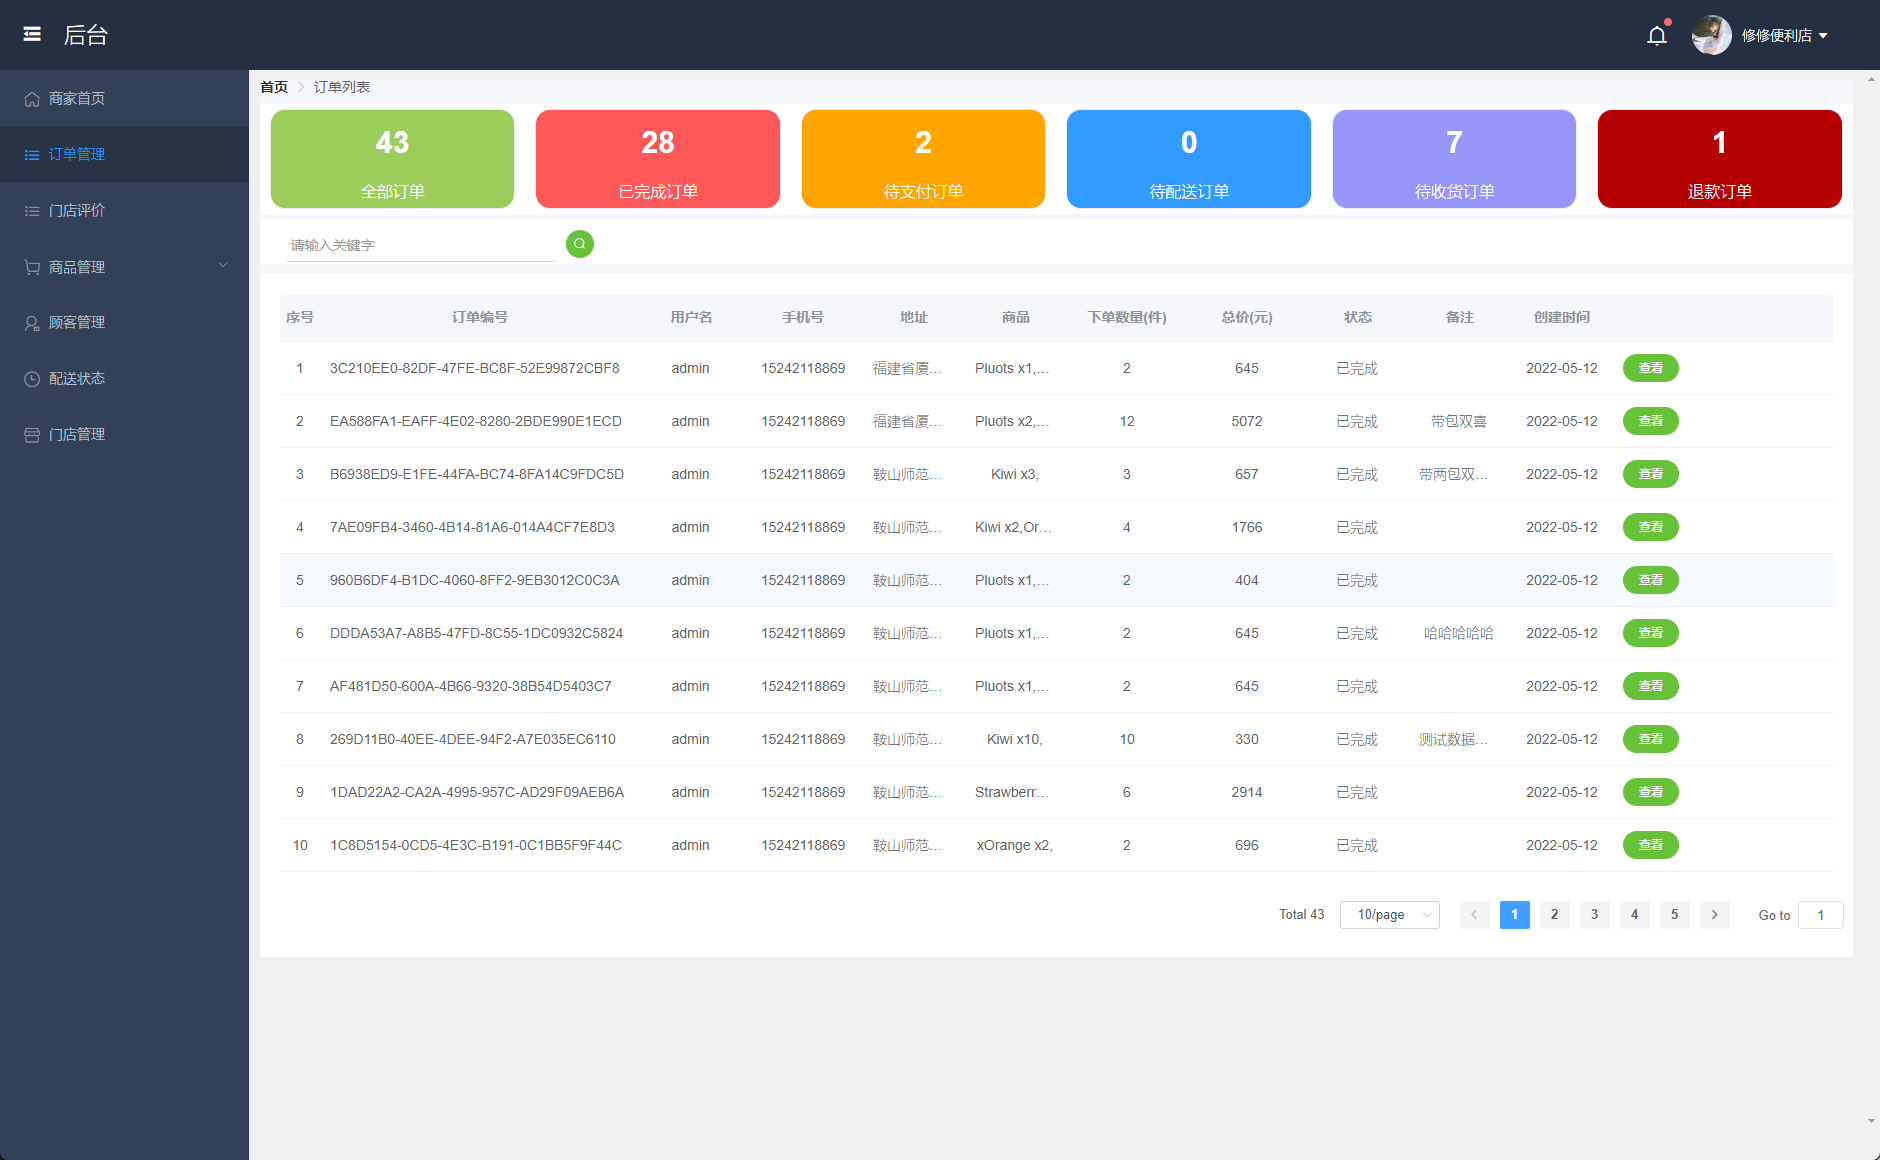 后台
修修便利店
商家首页
订单管理
门店评价
商品管理
顾客管理
配送状态
门店管理
首页 订单列表
43 28 2 0 7 1
全部订单 已完成订单 待支付订单 待配送订单 待收货订单 退款订单
请输入关键字
序号 订单编号 用户名 手机号 地址 商品 下单数量(件) 总价(元) 状态 备注 创建时间
1 3C210EE0-82DF-47FE-BC8F-52E99872CBF8 admin 15242118869 福建省厦... Pluots x1,... 2 645 已完成 2022-05-12 查看
2 EA588FA1-EAFF-4E02-8280-2BDE990E1ECD admin 15242118869 福建省厦... Pluots x2,... 12 5072 已完成 带包双喜 2022-05-12 查看
3 B6938ED9-E1FE-44FA-BC74-8FA14C9FDC5D admin 15242118869 鞍山师范... Kiwi x3, 3 657 已完成 带两包双... 2022-05-12 查看
4 7AE09FB4-3460-4B14-81A6-014A4CF7E8D3 admin 15242118869 鞍山师范... Kiwi x2,Or... 4 1766 已完成 2022-05-12 查看
5 960B6DF4-B1DC-4060-8FF2-9EB3012C0C3A admin 15242118869 鞍山师范... Pluots x1,... 2 404 已完成 2022-05-12 查看
6 DDDA53A7-A8B5-47FD-8C55-1DC0932C5824 admin 15242118869 鞍山师范... Pluots x1,... 2 645 已完成 哈哈哈哈哈 2022-05-12 查看
7 AF481D50-600A-4B66-9320-38B54D5403C7 admin 15242118869 鞍山师范... Pluots x1,... 2 645 已完成 2022-05-12 查看
8 269D11B0-40EE-4DEE-94F2-A7E035EC6110 admin 15242118869 鞍山师范... Kiwi x10, 10 330 已完成 测试数据... 2022-05-12 查看
9 1DAD22A2-CA2A-4995-957C-AD29F09AEB6A admin 15242118869 鞍山师范... Strawberr... 6 2914 已完成 2022-05-12 查看
10 1C8D5154-0CD5-4E3C-B191-0C1BB5F9F44C admin 15242118869 鞍山师范... xOrange x2, 2 696 已完成 2022-05-12 查看
Total 43 10/page 1 2 3 4 5 Go to 1